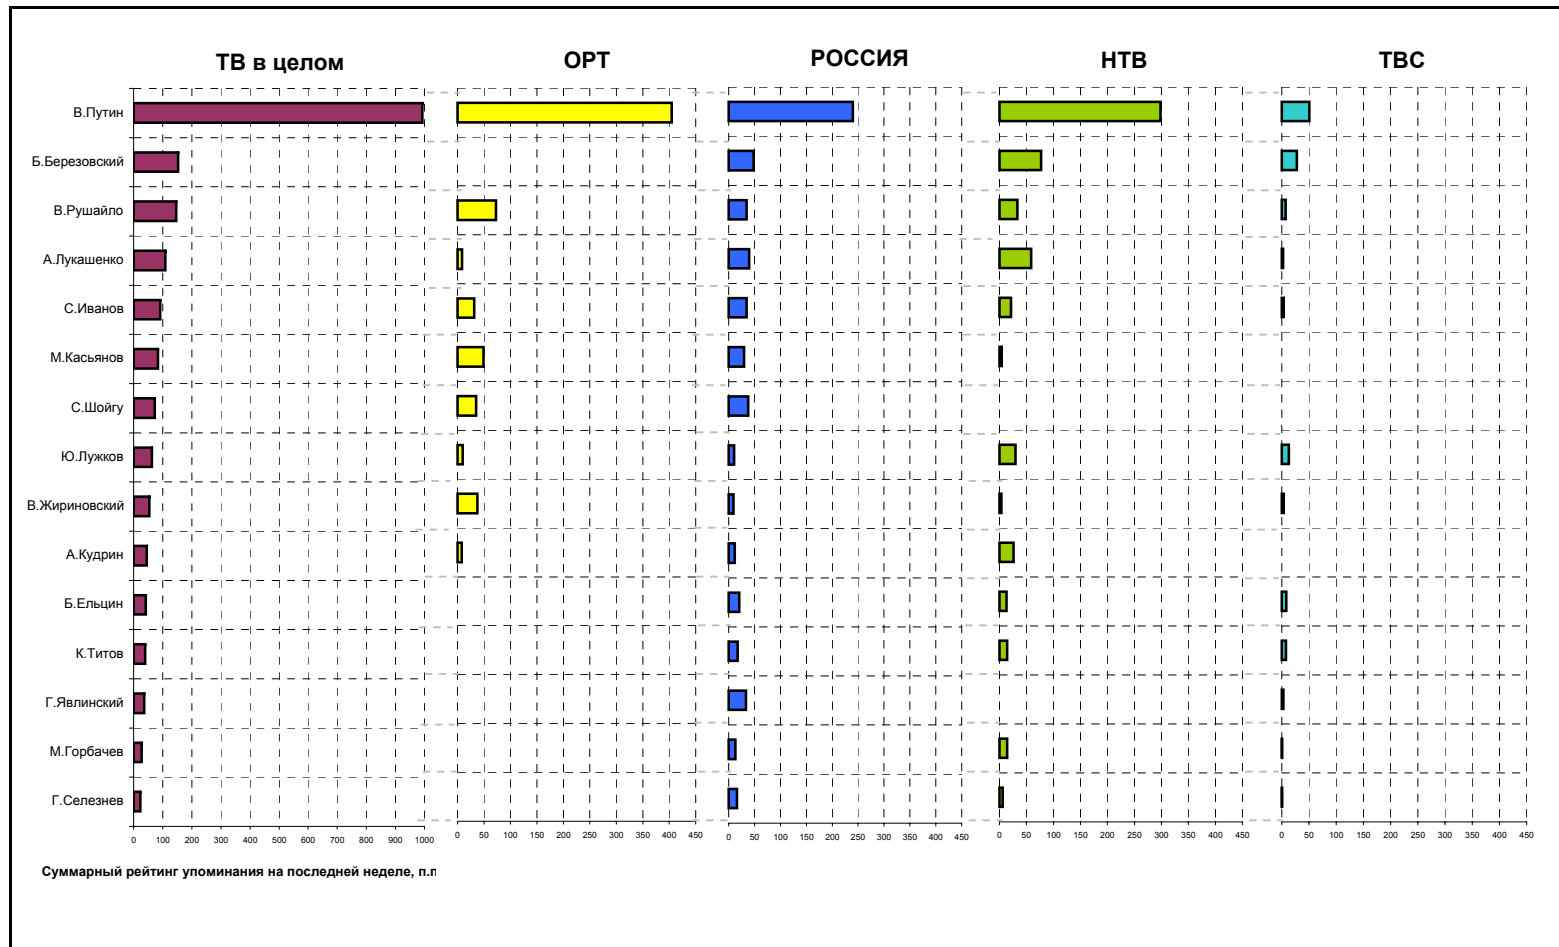 ТВ в целом ОРТ РОССИЯ НТВ ТВС
В.Путин
Б.Березовский
В.Рушайло
А.Лукашенко
С.Иванов
М.Касьянов
С.Шойгу
Ю.Лужков
В.Жириновский
А.Кудрин
Б.Ельцин
К.Титов
Г.Явлинский
М.Горбачев
Г.Селезнев
0 100 200 300 400 500 600 700 800 900 1000 0 50 100 150 200 250 300 350 400 450 0 50 100 150 200 250 300 350 400 450 0 50 100 150 200 250 300 350 400 450 0 50 100 150 200 250 300 350 400 450
Суммарный рейтинг упоминания на последней неделе, п.п